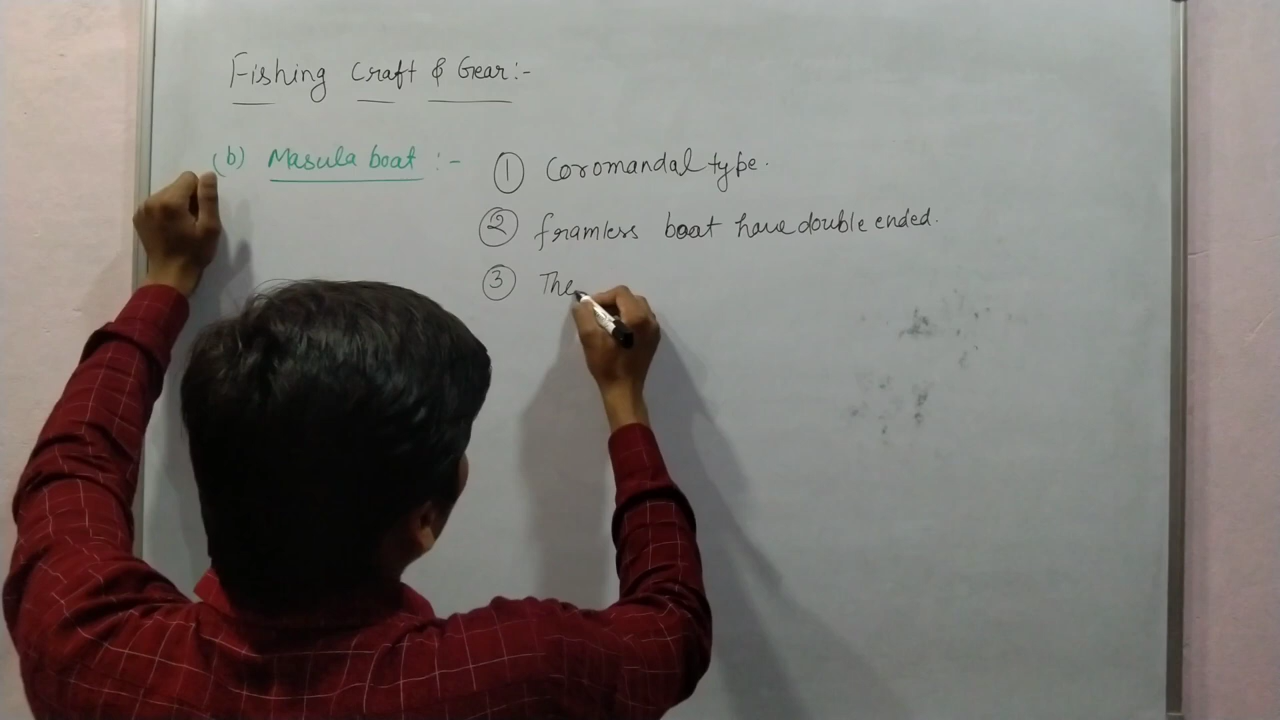 Fishing Craft & Gear:-
(b) Masula boat :- ① Coromandal type.
② framless boat have double ended.
③ The